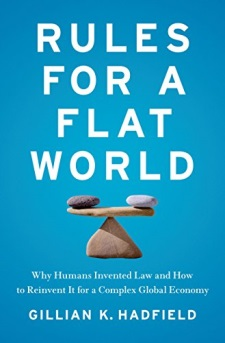 RULES
FOR A
FLAT
WORLD
Why Humans Invented Law and How
to Reinvent It for a Complex Global Economy
GILLIAN K. HADFIELD